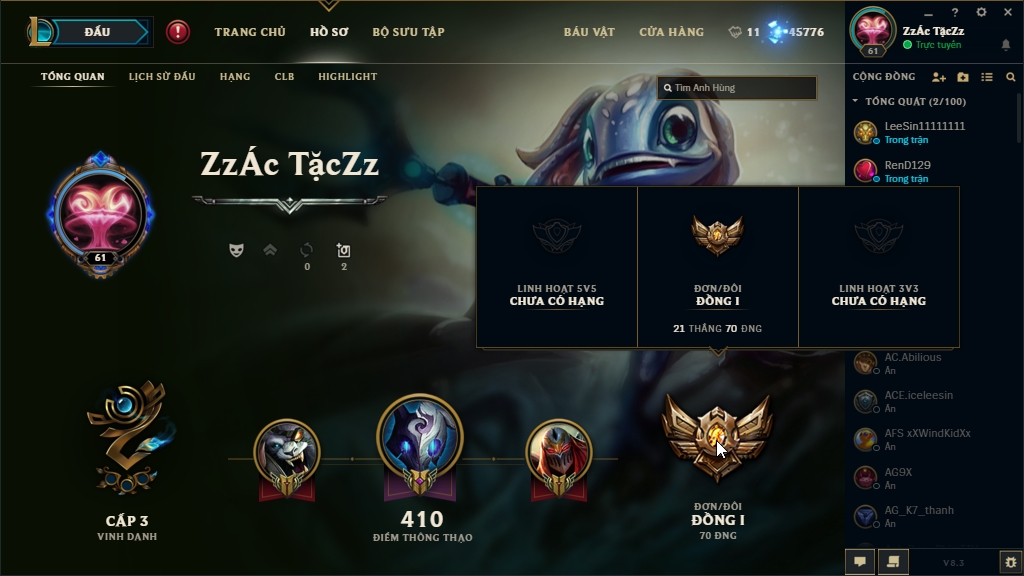 ĐẤU
TRANG CHỦ
HỒ SƠ
BỘ SƯU TẬP
BÁU VẬT
CỬA HÀNG
11
45776
ZzÁc TặcZz
Trực tuyến
61
TỔNG QUAN
LỊCH SỬ ĐẤU
HẠNG
CLB
HIGHLIGHT
Tìm Anh Hùng
CỘNG ĐỒNG
TỔNG QUÁT (2/100)
LeeSin11111111
Trong trận
RenD129
Trong trận
ZzÁc TặcZz
61
0
2
LINH HOẠT 5V5
CHƯA CÓ HẠNG
ĐƠN/ĐÔI
ĐỒNG I
21 THẮNG 70 ĐNG
LINH HOẠT 3V3
CHƯA CÓ HẠNG
AC.Abilious
Ẩn
ACE.iceleesin
Ẩn
AFS xXWindKidXx
Ẩn
AG9X
Ẩn
AG_K7_thanh
Ẩn
CẤP 3
VINH DANH
410
ĐIỂM THÔNG THẠO
ĐƠN/ĐÔI
ĐỒNG I
70 ĐNG
V8.3